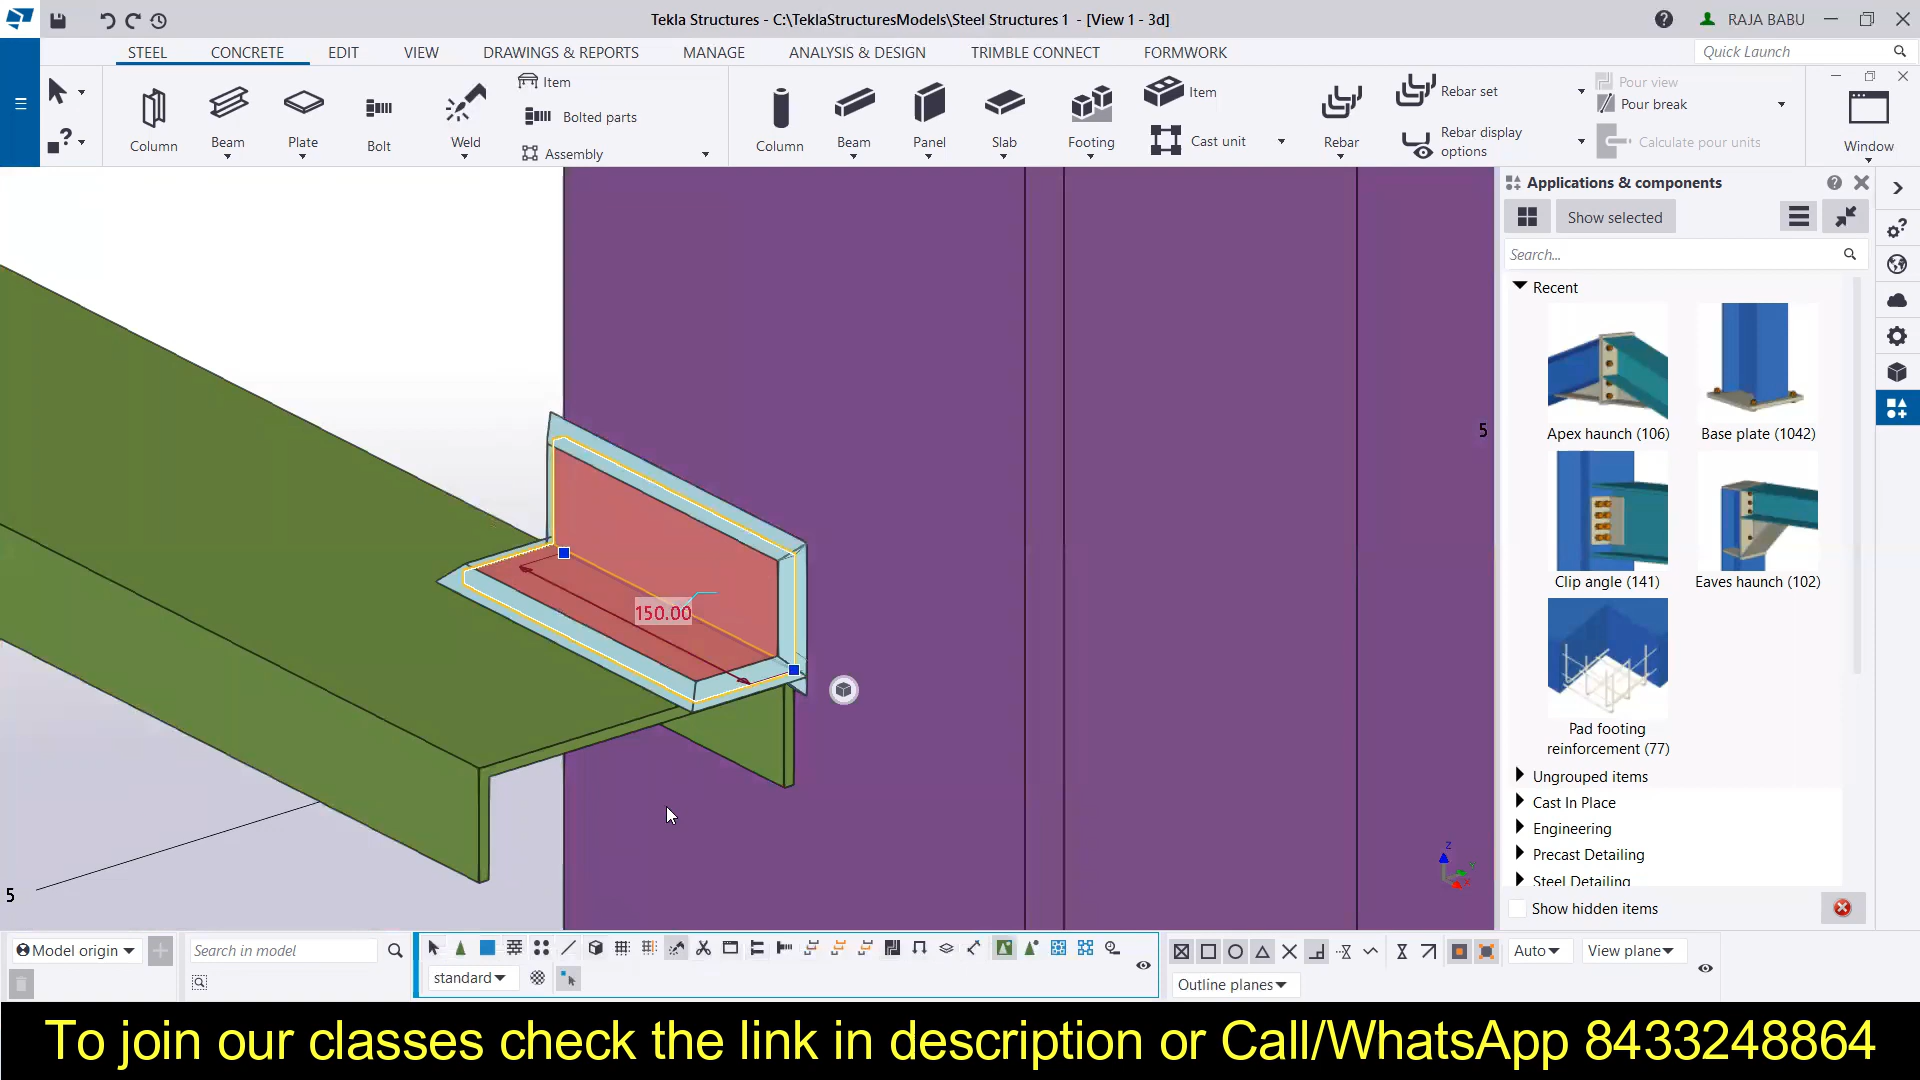 Tekla Structures - C:\TeklaStructuresModels\Steel Structures 1 - [View 1 - 3d]
RAJA BABU
STEEL CONCRETE EDIT VIEW DRAWINGS & REPORTS MANAGE ANALYSIS & DESIGN TRIMBLE CONNECT FORMWORK
Quick Launch
Column
Beam
Plate
Bolt
Weld
Item
Bolted parts
Assembly
Column
Beam
Panel
Slab
Footing
Item
Cast unit
Rebar
Rebar set
Rebar display
options
Pour view
Pour break
Calculate pour units
Window
Applications & components
Show selected
Search...
Recent
Apex haunch (106)
Base plate (1042)
Clip angle (141)
Eaves haunch (102)
Pad footing
reinforcement (77)
Ungrouped items
Cast In Place
Engineering
Precast Detailing
Steel Detailing
Show hidden items
5
150.00
z
5
Model origin
Search in model
standard
Auto
View plane
Outline planes
To join our classes check the link in description or Call/WhatsApp 8433248864